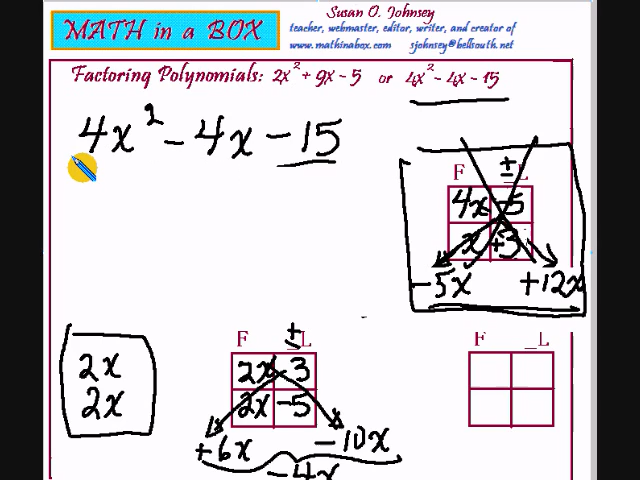 Susan O. Johnsey
MATH in a BOX
teacher, webmaster, editor, writer, and creator of
www.mathinabox.com sjohnsey@bellsouth.net
Factoring Polynomials: 2x² + 9x - 5 or 4x² - 4x - 15
4x² - 4x - 15
F ± L
4x -5
x +3
-5x +12x
2x
2x
F ± L
2x 3
2x -5
+6x -10x
-4x
F _L